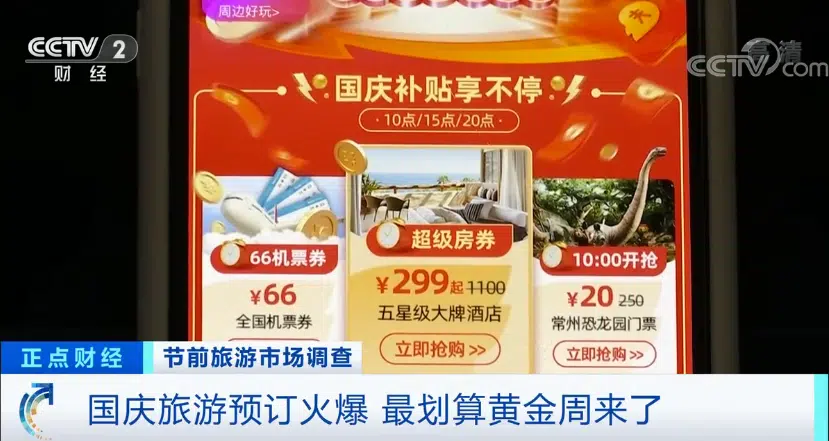 周边好玩>
CCTV 2
财经
高清
CCTV com
国庆补贴享不停
·10点/15点/20点·
66机票券
¥66
全国机票券
超级房券
¥299起 1100
五星级大牌酒店
立即抢购>>
10:00开抢
¥20 250
常州恐龙园门票
立即抢购>>
正点财经
节前旅游市场调查
国庆旅游预订火爆 最划算黄金周来了